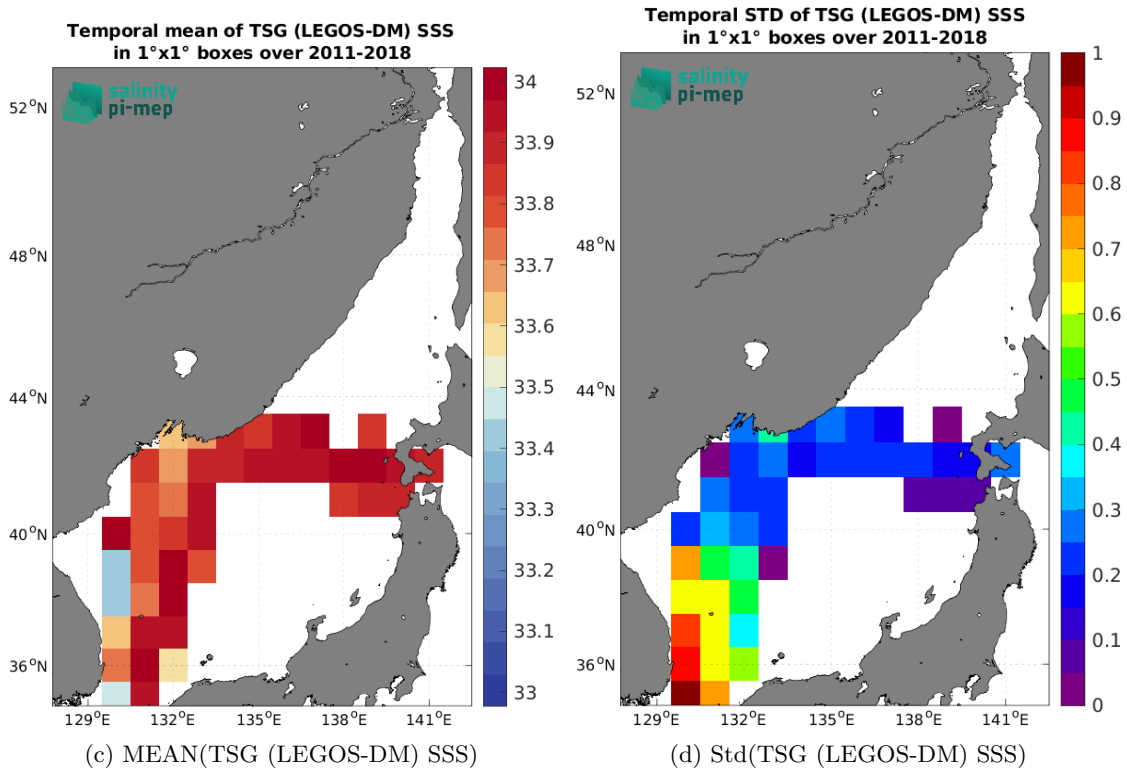 Temporal mean of TSG (LEGOS-DM) SSS
in 1°x1° boxes over 2011-2018
salinity
pi-mep
52°N
48°N
44°N
40°N
36°N
129°E
132°E
135°E
138°E
141°E
34
33.9
33.8
33.7
33.6
33.5
33.4
33.3
33.2
33.1
33
(c) MEAN(TSG (LEGOS-DM) SSS)
Temporal STD of TSG (LEGOS-DM) SSS
in 1°x1° boxes over 2011-2018
salinity
pi-mep
52°N
48°N
44°N
40°N
36°N
129°E
132°E
135°E
138°E
141°E
1
0.9
0.8
0.7
0.6
0.5
0.4
0.3
0.2
0.1
0
(d) Std(TSG (LEGOS-DM) SSS)